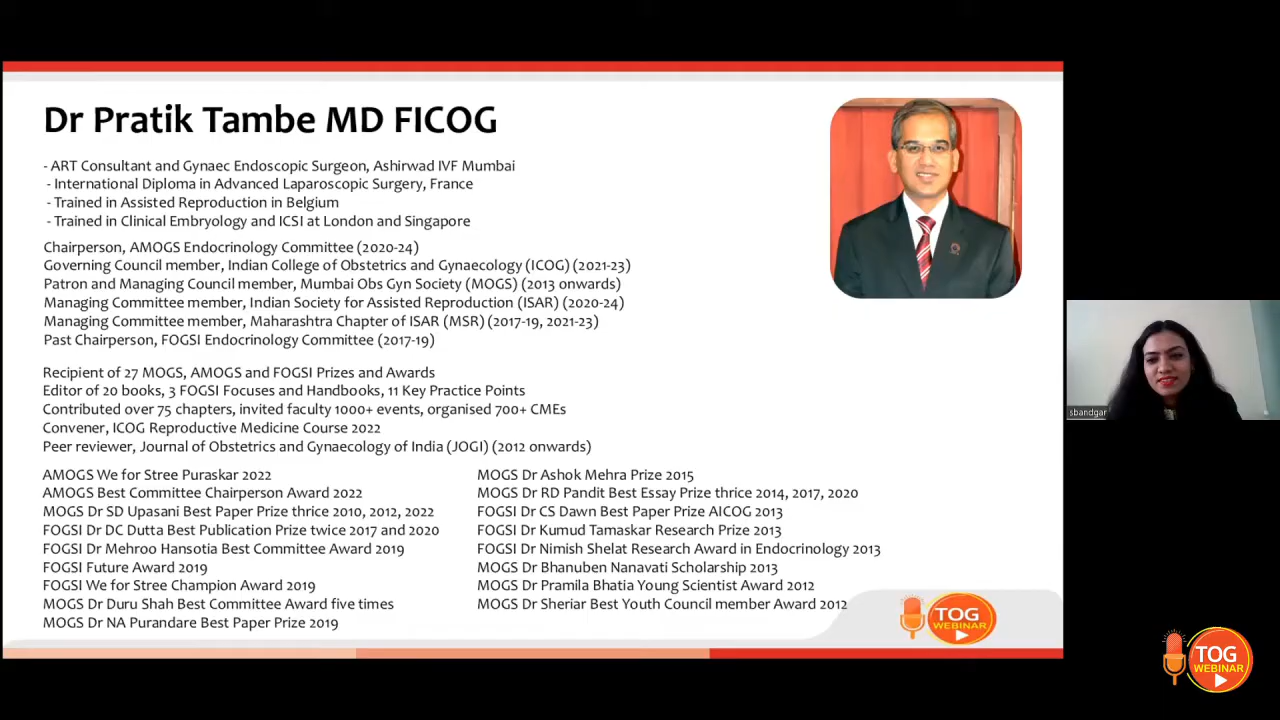 Dr Pratik Tambe MD FICOG
- ART Consultant and Gynaec Endoscopic Surgeon, Ashirwad IVF Mumbai
- International Diploma in Advanced Laparoscopic Surgery, France
- Trained in Assisted Reproduction in Belgium
- Trained in Clinical Embryology and ICSI at London and Singapore
Chairperson, AMOGS Endocrinology Committee (2020-24)
Governing Council member, Indian College of Obstetrics and Gynaecology (ICOG) (2021-23)
Patron and Managing Council member, Mumbai Obs Gyn Society (MOGS) (2013 onwards)
Managing Committee member, Indian Society for Assisted Reproduction (ISAR) (2020-24)
Managing Committee member, Maharashtra Chapter of ISAR (MSR) (2017-19, 2021-23)
Past Chairperson, FOGSI Endocrinology Committee (2017-19)
Recipient of 27 MOGS, AMOGS and FOGSI Prizes and Awards
Editor of 20 books, 3 FOGSI Focuses and Handbooks, 11 Key Practice Points
Contributed over 75 chapters, invited faculty 1000+ events, organised 700+ CMEs
Convener, ICOG Reproductive Medicine Course 2022
Peer reviewer, Journal of Obstetrics and Gynaecology of India (JOGI) (2012 onwards)
AMOGS We for Stree Puraskar 2022
AMOGS Best Committee Chairperson Award 2022
MOGS Dr SD Upasani Best Paper Prize thrice 2010, 2012, 2022
FOGSI Dr DC Dutta Best Publication Prize twice 2017 and 2020
FOGSI Dr Mehroo Hansotia Best Committee Award 2019
FOGSI Future Award 2019
FOGSI We for Stree Champion Award 2019
MOGS Dr Duru Shah Best Committee Award five times
MOGS Dr NA Purandare Best Paper Prize 2019
MOGS Dr Ashok Mehra Prize 2015
MOGS Dr RD Pandit Best Essay Prize thrice 2014, 2017, 2020
FOGSI Dr CS Dawn Best Paper Prize AICOG 2013
FOGSI Dr Kumud Tamaskar Research Prize 2013
FOGSI Dr Nimish Shelat Research Award in Endocrinology 2013
MOGS Dr Bhanuben Nanavati Scholarship 2013
MOGS Dr Pramila Bhatia Young Scientist Award 2012
MOGS Dr Sheriar Best Youth Council member Award 2012
TOG
WEBINAR
sbandgar
TOG
WEBINAR